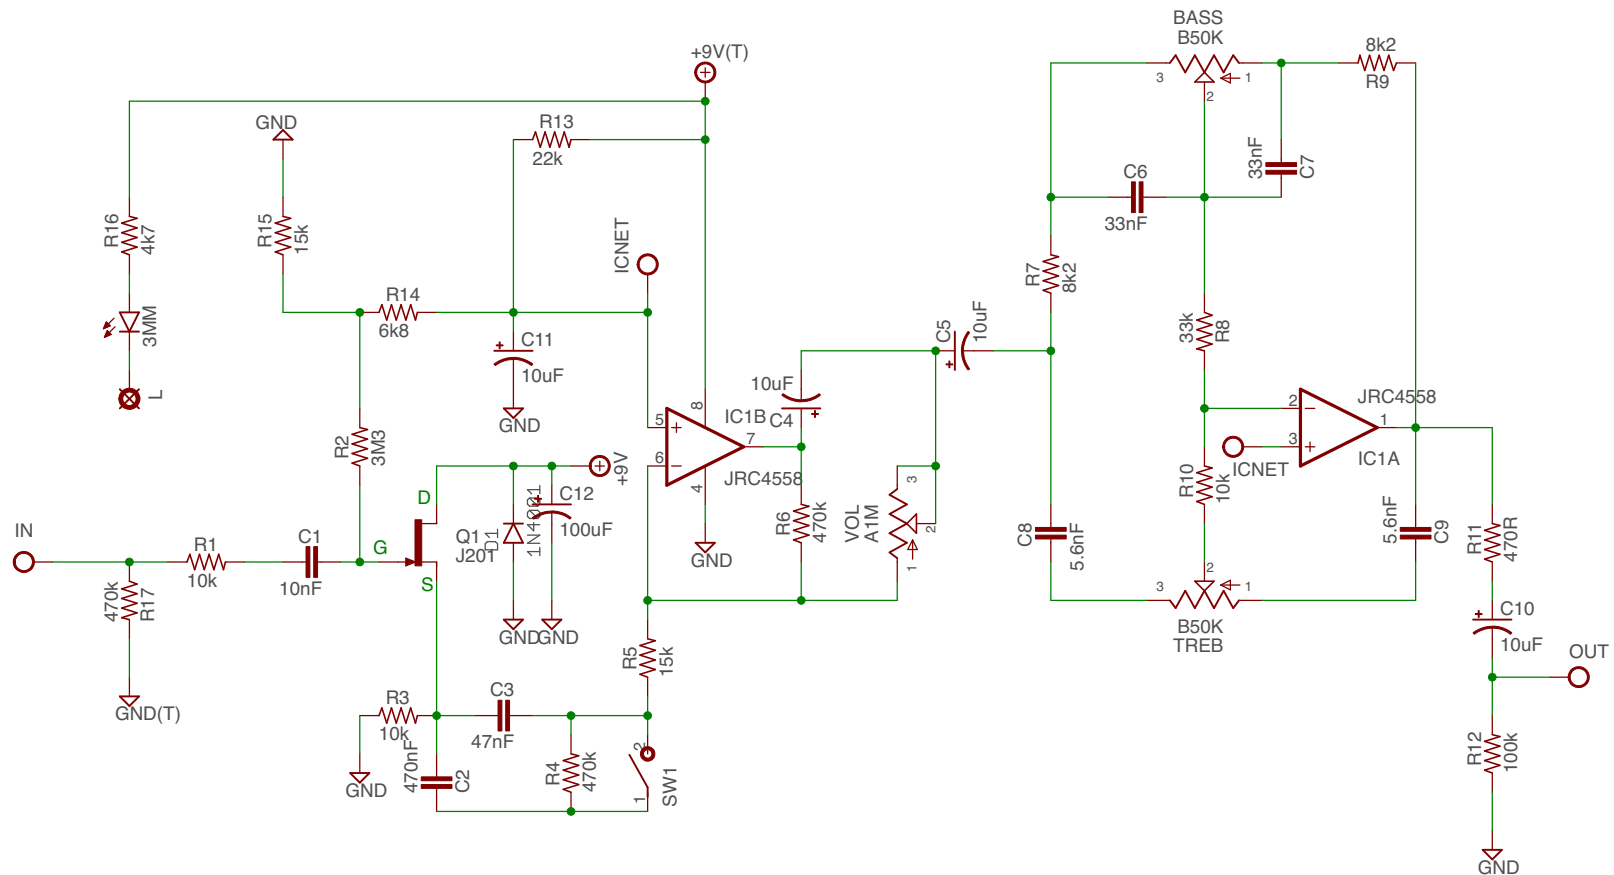 BASS
B50K
3
1
2
8k2
R9
+9V(T)
GND
R13
22k
R16
4k7
R15
15k
ICNET
C6
33nF
33nF
C7
R7
8k2
R14
6k8
3MM
L
C11
10uF
GND
C5
10uF
33k
R8
10uF
C4
R2
3M3
8
5
+
6
−
7
4
IC1B
JRC4558
GND
JRC4558
2
−
3
+
1
IC1A
ICNET
R10
10k
D
G
S
Q1
J201
D1
1N4001
C12
100uF
+9V
GND
GND
R6
470k
VOL
A1M
3
2
1
C8
5.6nF
5.6nF
C9
R11
470R
IN
R1
10k
C1
10nF
470k
R17
GND(T)
2
3
1
B50K
TREB
C10
10uF
OUT
R5
15k
R3
10k
C3
47nF
470nF
C2
GND
R4
470k
2
1
SW1
R12
100k
GND